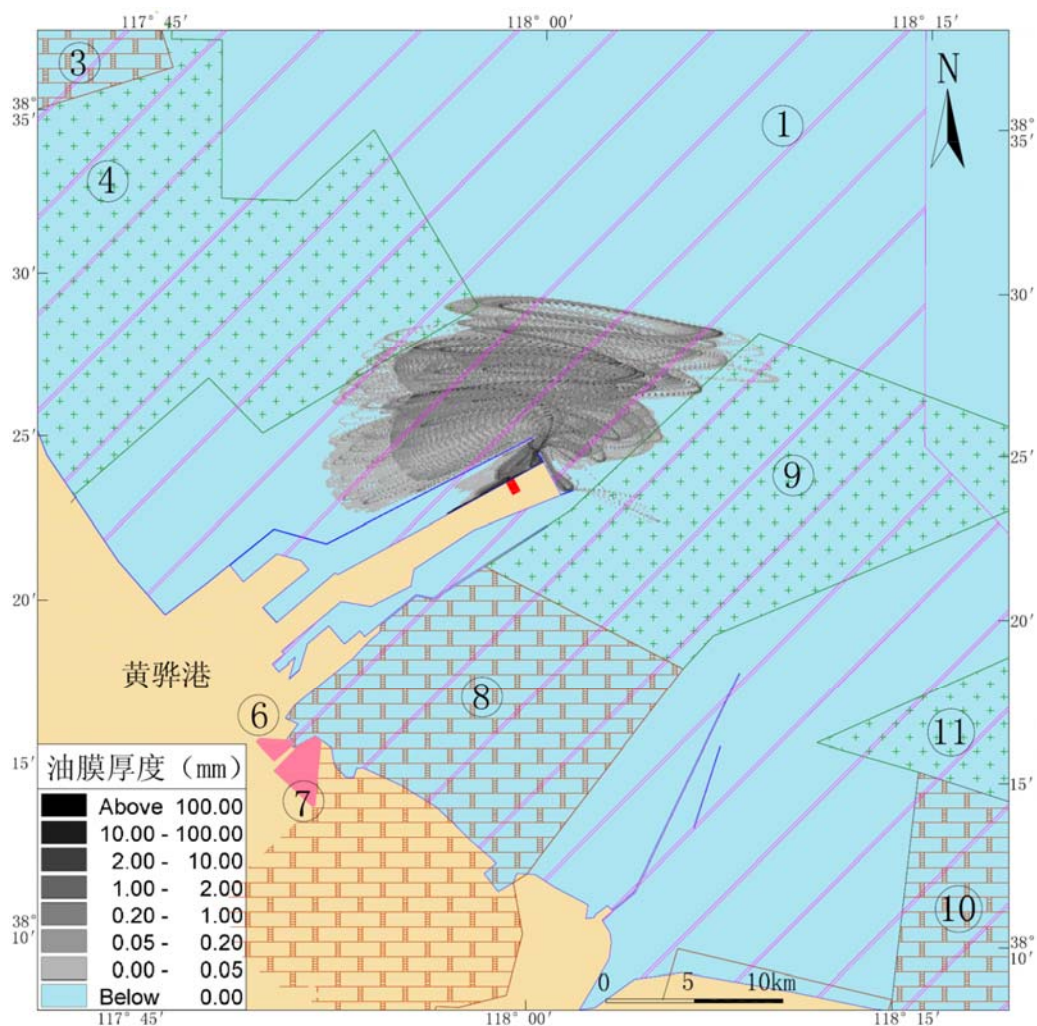 117° 45′ 118° 00′ 118° 15′
③
①
N
38°
35′
38°
35′
④
30′
30′
25′
25′
⑨
20′
20′
黄骅港
⑧
⑥
⑪
15′
15′
⑦
油膜厚度 (mm)
Above 100.00
10.00 - 100.00
2.00 - 10.00
1.00 - 2.00
0.20 - 1.00
0.05 - 0.20
0.00 - 0.05
Below 0.00
⑩
38°
10′
38°
10′
0 5 10km
117° 45′ 118° 00′ 118° 15′